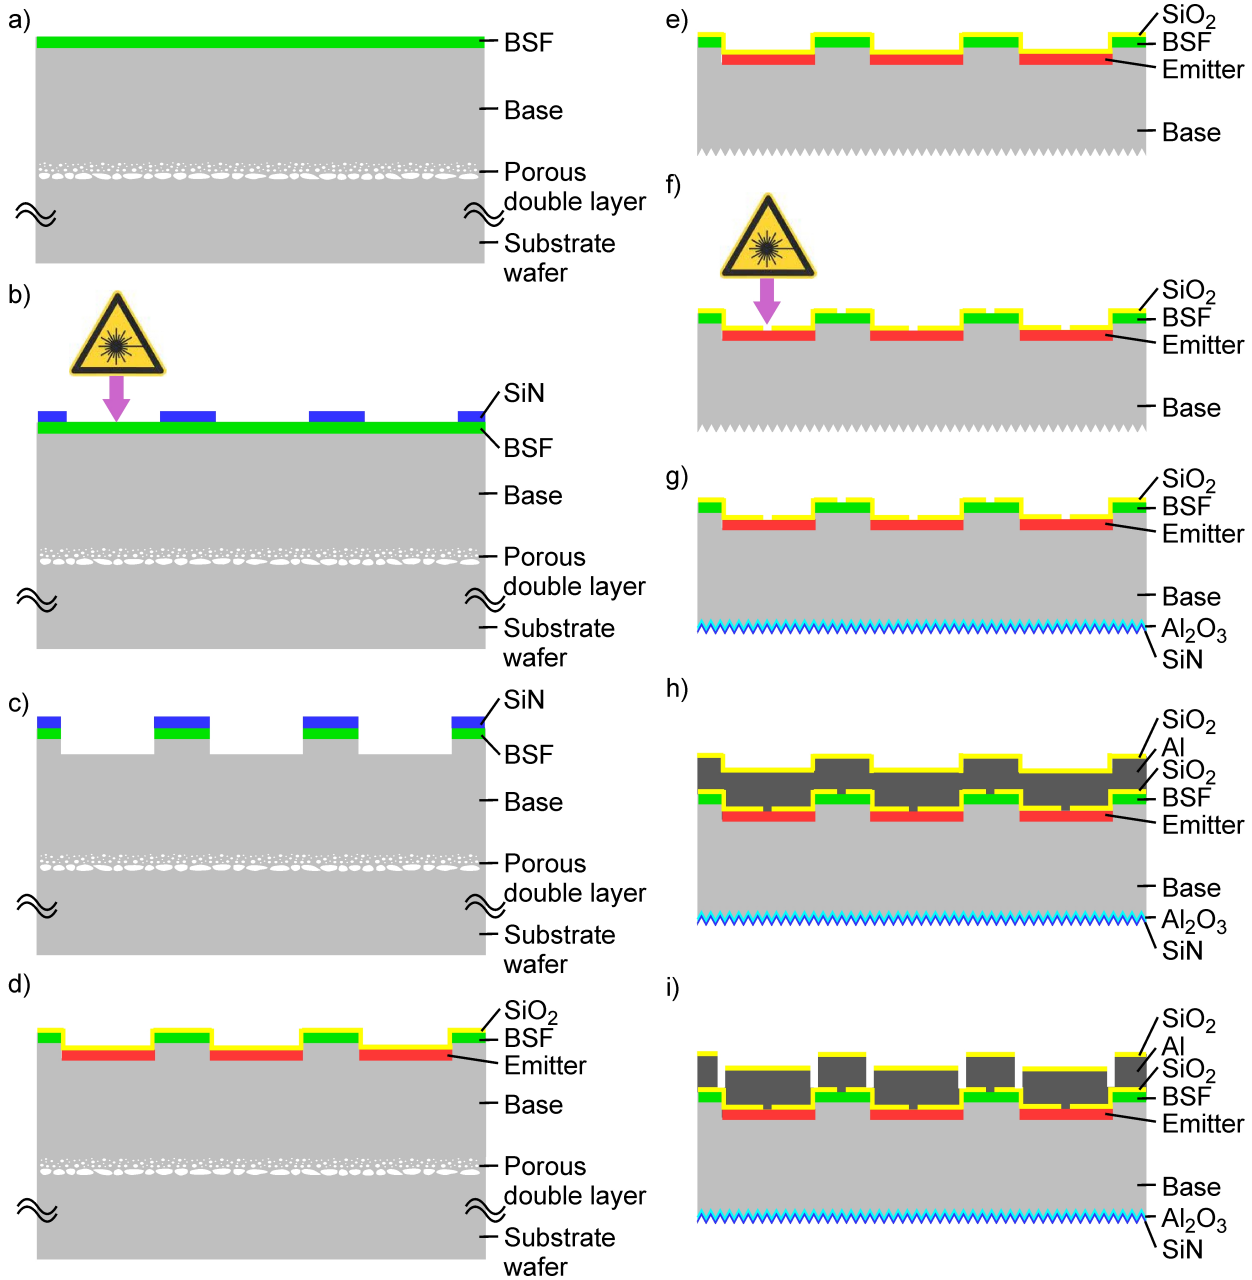 a)
BSF
Base
Porous
double layer
Substrate
wafer
b)
SiN
BSF
Base
Porous
double layer
Substrate
wafer
c)
SiN
BSF
Base
Porous
double layer
Substrate
wafer
d)
SiO₂
BSF
Emitter
Base
Porous
double layer
Substrate
wafer
e)
SiO₂
BSF
Emitter
Base
f)
SiO₂
BSF
Emitter
Base
g)
SiO₂
BSF
Emitter
Base
Al₂O₃
SiN
h)
SiO₂
Al
SiO₂
BSF
Emitter
Base
Al₂O₃
SiN
i)
SiO₂
Al
SiO₂
BSF
Emitter
Base
Al₂O₃
SiN